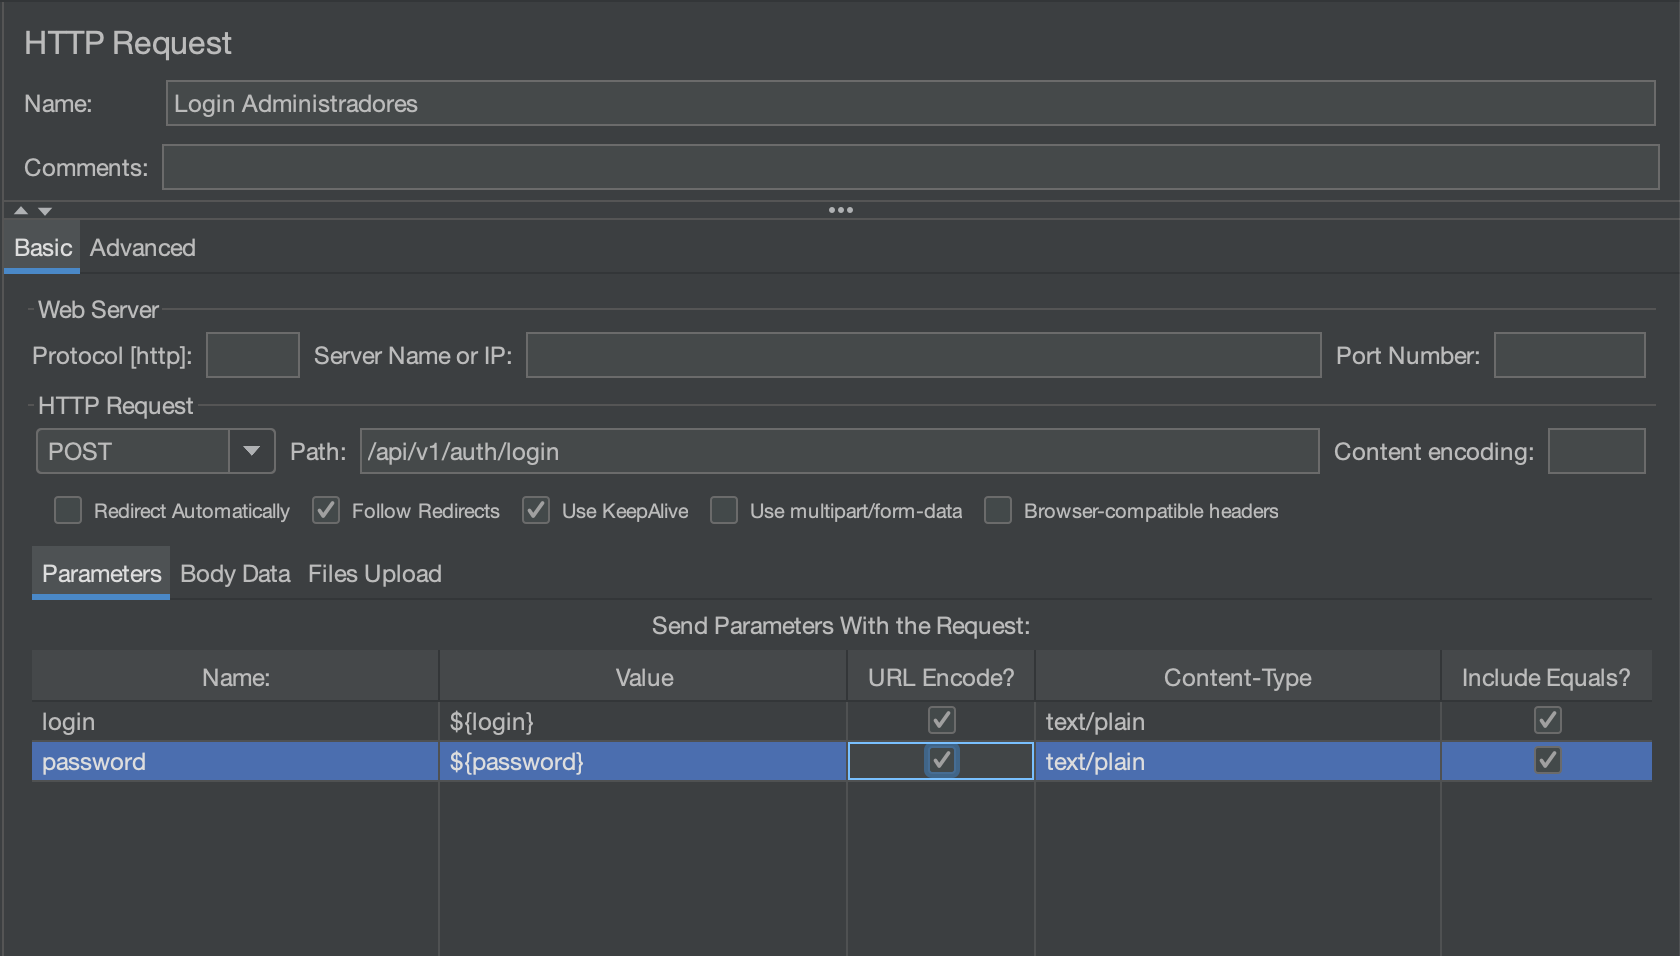 HTTP Request
Name: Login Administradores
Comments:
Basic Advanced
Web Server
Protocol [http]: Server Name or IP: Port Number:
HTTP Request
POST Path: /api/v1/auth/login Content encoding:
Redirect Automatically Follow Redirects Use KeepAlive Use multipart/form-data Browser-compatible headers
Parameters Body Data Files Upload
Send Parameters With the Request:
Name: Value URL Encode? Content-Type Include Equals?
login ${login} text/plain
password ${password} text/plain